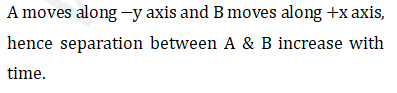 A moves along −y axis and B moves along +x axis,
hence separation between A & B increase with
time.